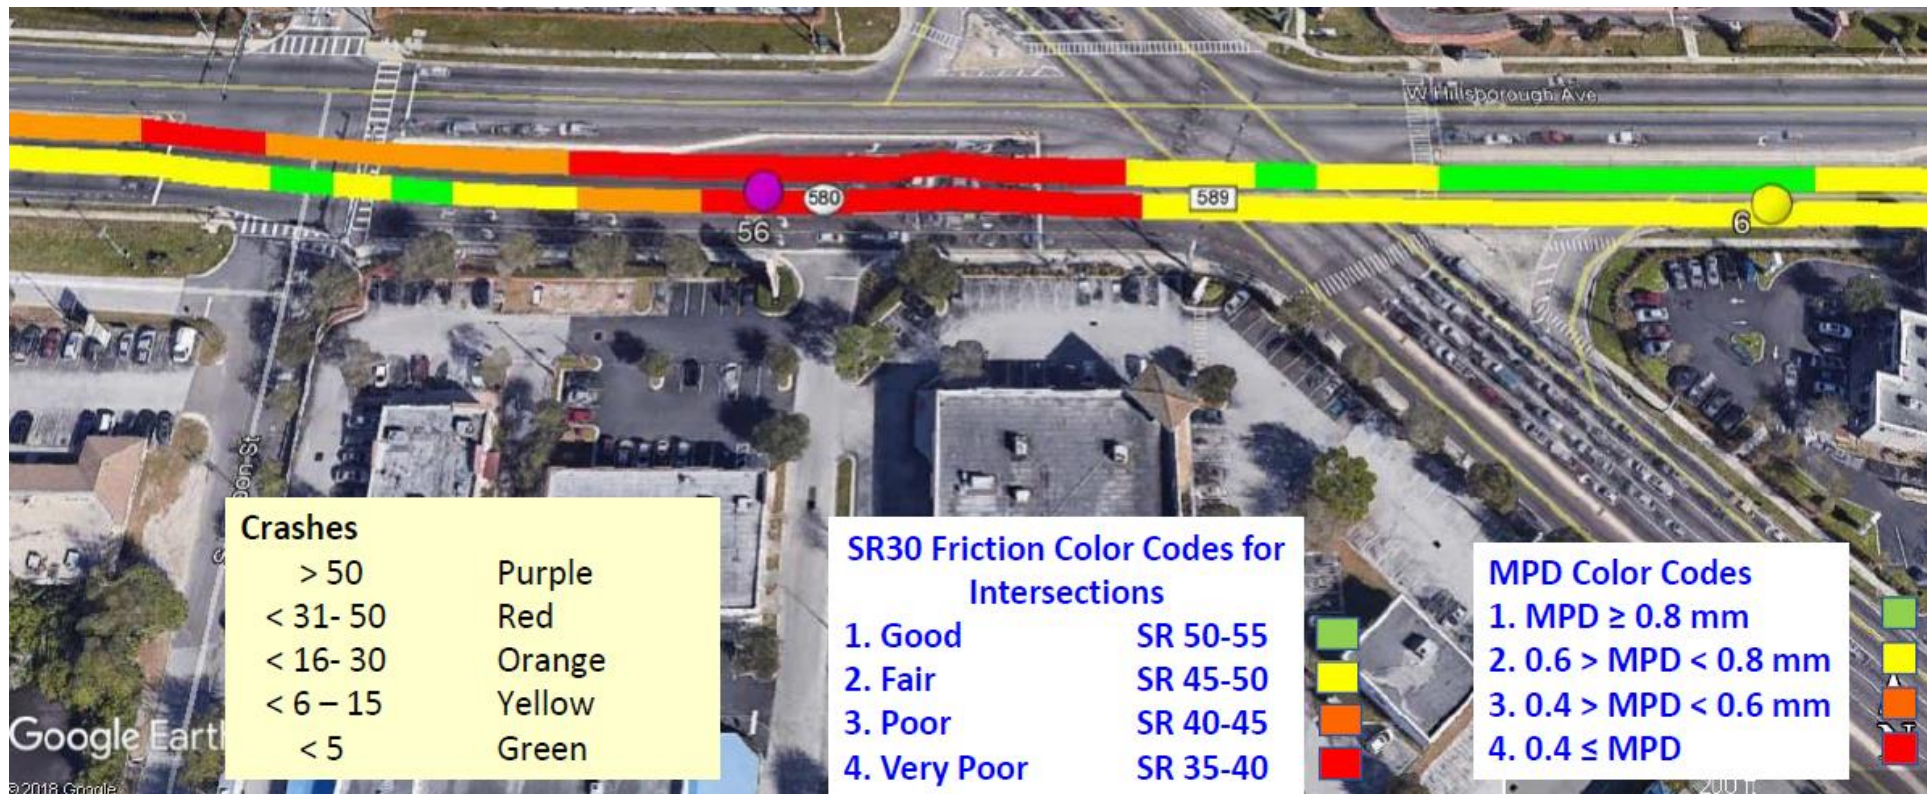 W Hillsborough Ave
580
589
56
6
Crashes
> 50 Purple
< 31- 50 Red
< 16- 30 Orange
< 6 – 15 Yellow
< 5 Green
SR30 Friction Color Codes for
Intersections
1. Good SR 50-55
2. Fair SR 45-50
3. Poor SR 40-45
4. Very Poor SR 35-40
MPD Color Codes
1. MPD ≥ 0.8 mm
2. 0.6 > MPD < 0.8 mm
3. 0.4 > MPD < 0.6 mm
4. 0.4 ≤ MPD
Google Earth
© 2018 Google
200 ft